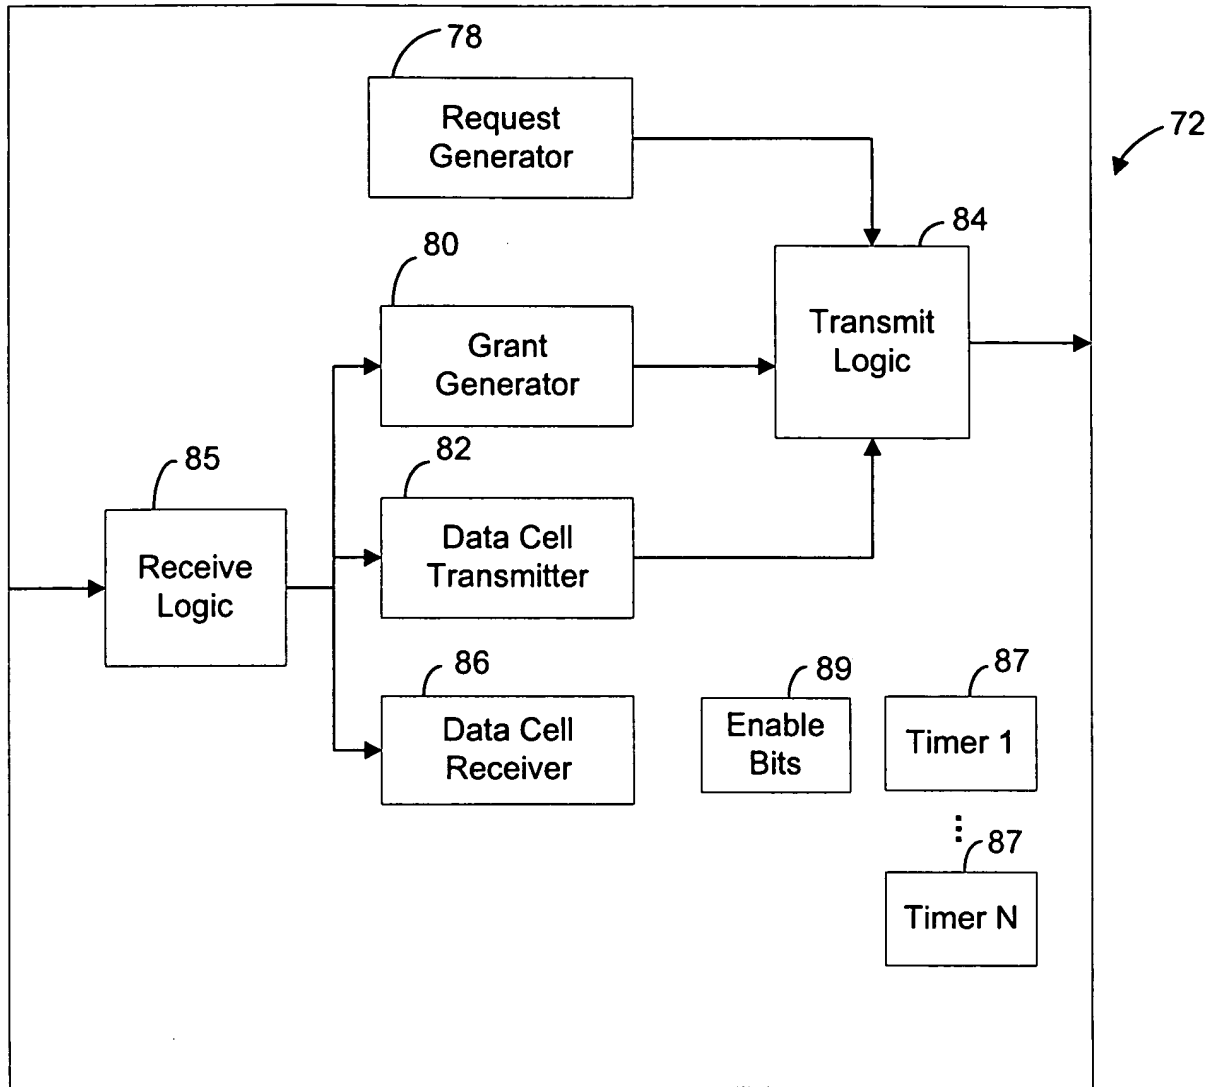 78
Request
Generator
72
80
Grant
Generator
84
Transmit
Logic
85
Receive
Logic
82
Data Cell
Transmitter
86
Data Cell
Receiver
89
Enable
Bits
87
Timer 1
87
Timer N